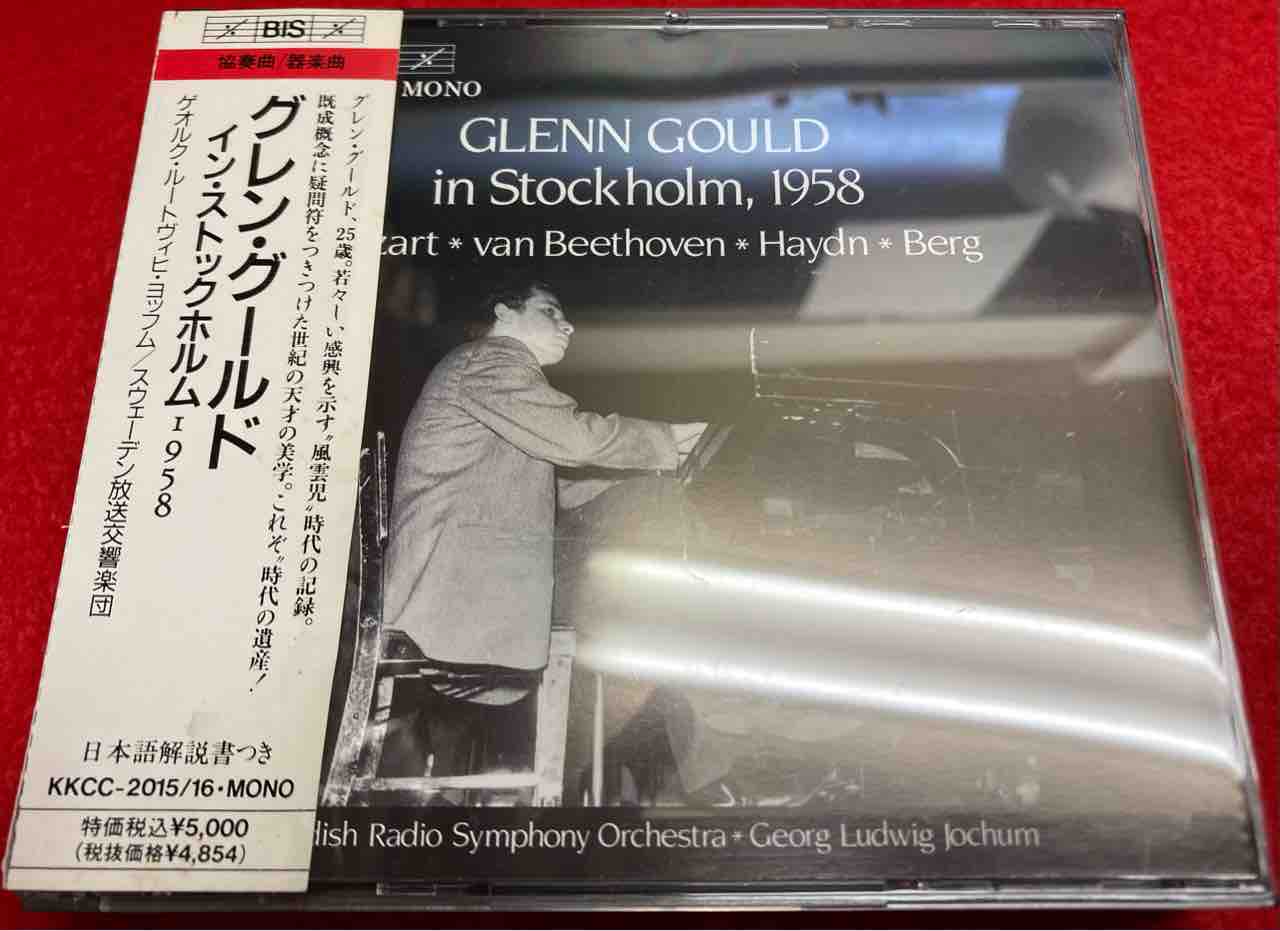 BIS
協奏曲/器楽曲
グレン・グールド、25歳。若々しい感興を示す〝風雲児〟時代の記録。
既成概念に疑問符をつきつけた世紀の天才の美学。これぞ〝時代の遺産!
グレン・グールド
イン・ストックホルム1958
ゲオルク・ルートヴィヒ・ヨッフム/スウェーデン放送交響楽団
日本語解説書つき
KKCC-2015/16・MONO
特価税込¥5,000
(税抜価格¥4,854)
MONO
GLENN GOULD
in Stockholm, 1958
zart * van Beethoven * Haydn * Berg
dish Radio Symphony Orchestra * Georg Ludwig Jochum